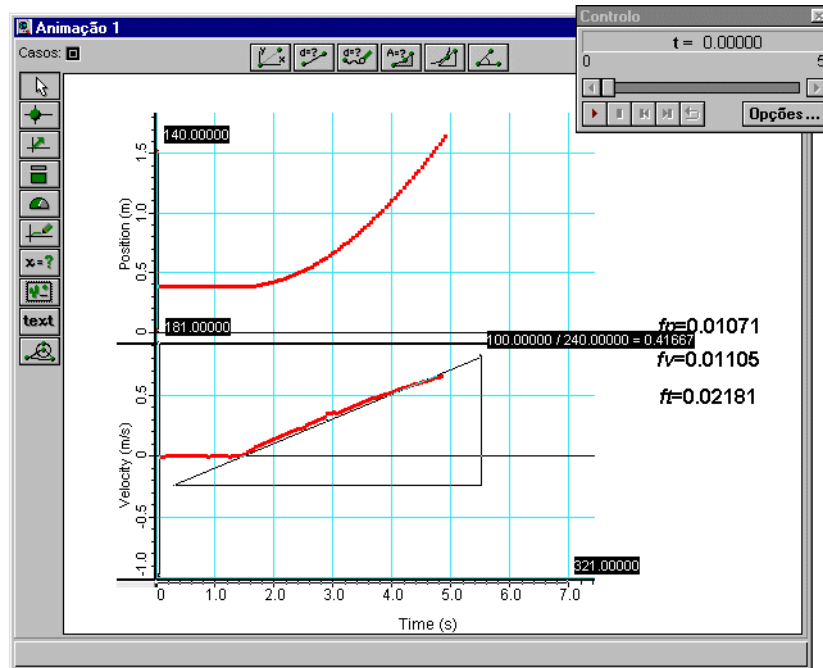 Animação 1
Controlo
t = 0.00000
0
5
Opções...
Casos:
y x
d=?
d=?
A=?
x=?
text
140.00000
1.5
1.0
0.5
0
Position (m)
181.00000
fp=0.01071
100.00000 / 240.00000 = 0.41667
fv=0.01105
ft=0.02181
0.5
0
-0.5
-1.0
Velocity (m/s)
321.00000
0 1.0 2.0 3.0 4.0 5.0 6.0 7.0
Time (s)